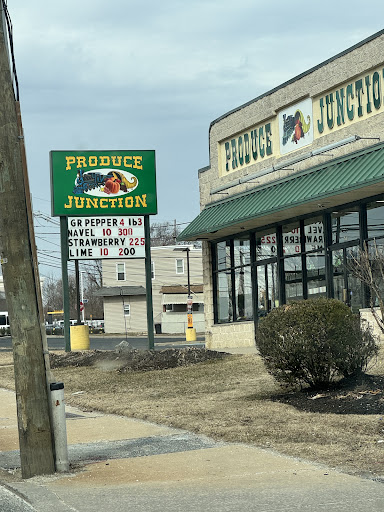 PRODUCE
JUNCTION
GR PEPPER 4 lb3
NAVEL 10 300
STRAWBERRY 225
LIME 10 200
PRODUCE JUNCTION